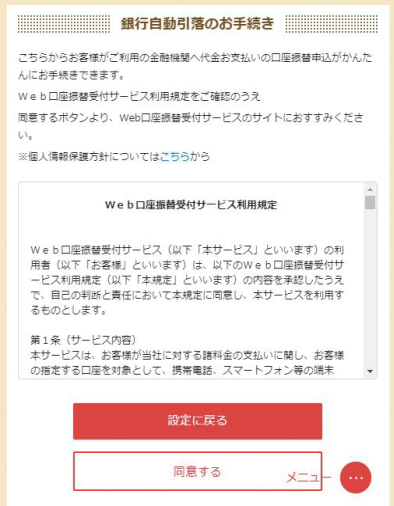 銀行自動引落のお手続き
こちらからお客様がご利用の金融機関へ代金お支払いの口座振替申込がかんた
んにお手続きできます。
Ｗｅｂ口座振替受付サービス利用規定をご確認のうえ
同意するボタンより、Web口座振替受付サービスのサイトにおすすみくださ
い。
※個人情報保護方針についてはこちらから
Ｗｅｂ口座振替受付サービス利用規定
Ｗｅｂ口座振替受付サービス（以下「本サービス」といいます）の利
用者（以下「お客様」といいます）は、以下のＷｅｂ口座振替受付サ
ービス利用規定（以下「本規定」といいます）の内容を承認したうえ
で、自己の判断と責任において本規定に同意し、本サービスを利用す
るものとします。
第１条（サービス内容）
本サービスは、お客様が当社に対する諸料金の支払いに関し、お客様
の指定する口座を対象として、携帯電話、スマートフォン等の端末
設定に戻る
同意する
メニュー